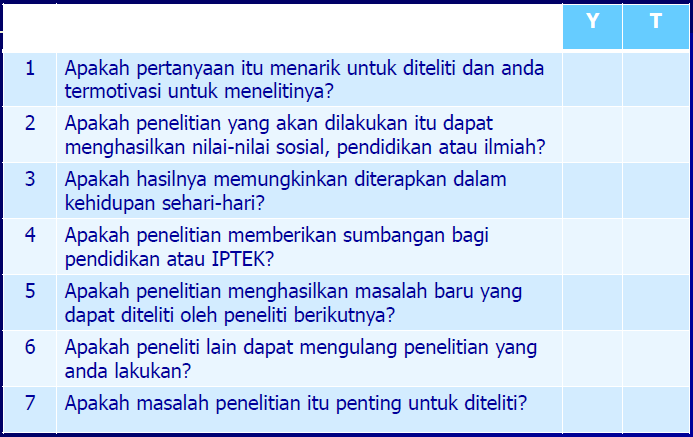 Y T
1 Apakah pertanyaan itu menarik untuk diteliti dan anda
termotivasi untuk menelitinya?
2 Apakah penelitian yang akan dilakukan itu dapat
menghasilkan nilai-nilai sosial, pendidikan atau ilmiah?
3 Apakah hasilnya memungkinkan diterapkan dalam
kehidupan sehari-hari?
4 Apakah penelitian memberikan sumbangan bagi
pendidikan atau IPTEK?
5 Apakah penelitian menghasilkan masalah baru yang
dapat diteliti oleh peneliti berikutnya?
6 Apakah peneliti lain dapat mengulang penelitian yang
anda lakukan?
7 Apakah masalah penelitian itu penting untuk diteliti?